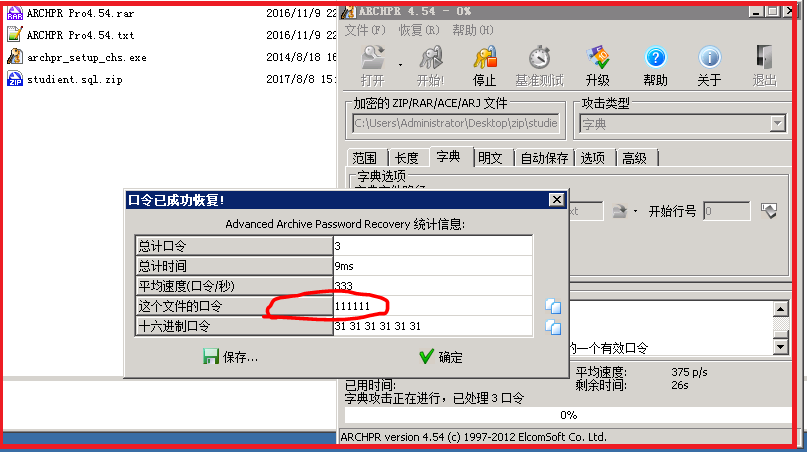 ARCHPR Pro4.54.rar 2016/11/9 22
ARCHPR Pro4.54.txt 2016/11/9 22
archpr_setup_chs.exe 2014/8/18 16
studient.sql.zip 2017/8/8 15:
ARCHPR 4.54 - 0%
文件(F) 恢复(R) 帮助(H)
打开 开始! 停止 基准测试 升级 帮助 关于 退出
加密的 ZIP/RAR/ACE/ARJ 文件
攻击类型
C:\Users\Administrator\Desktop\zip\studie
字典
范围 长度 字典 明文 自动保存 选项 高级
字典选项
字典文件路径
xt 开始行号 0
口令已成功恢复!
Advanced Archive Password Recovery 统计信息:
总计口令 3
总计时间 9ms
平均速度(口令/秒) 333
这个文件的口令 111111
十六进制口令 31 31 31 31 31 31
保存... 确定
的一个有效口令
平均速度: 375 p/s
已用时间: 剩余时间: 26s
字典攻击正在进行，已处理 3 口令
0%
ARCHPR version 4.54 (c) 1997-2012 ElcomSoft Co. Ltd.